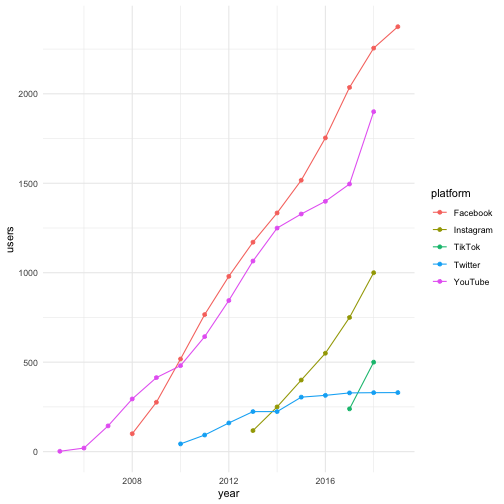 2000
1500
1000
500
0
users
2008
2012
2016
year
platform
Facebook
Instagram
TikTok
Twitter
YouTube